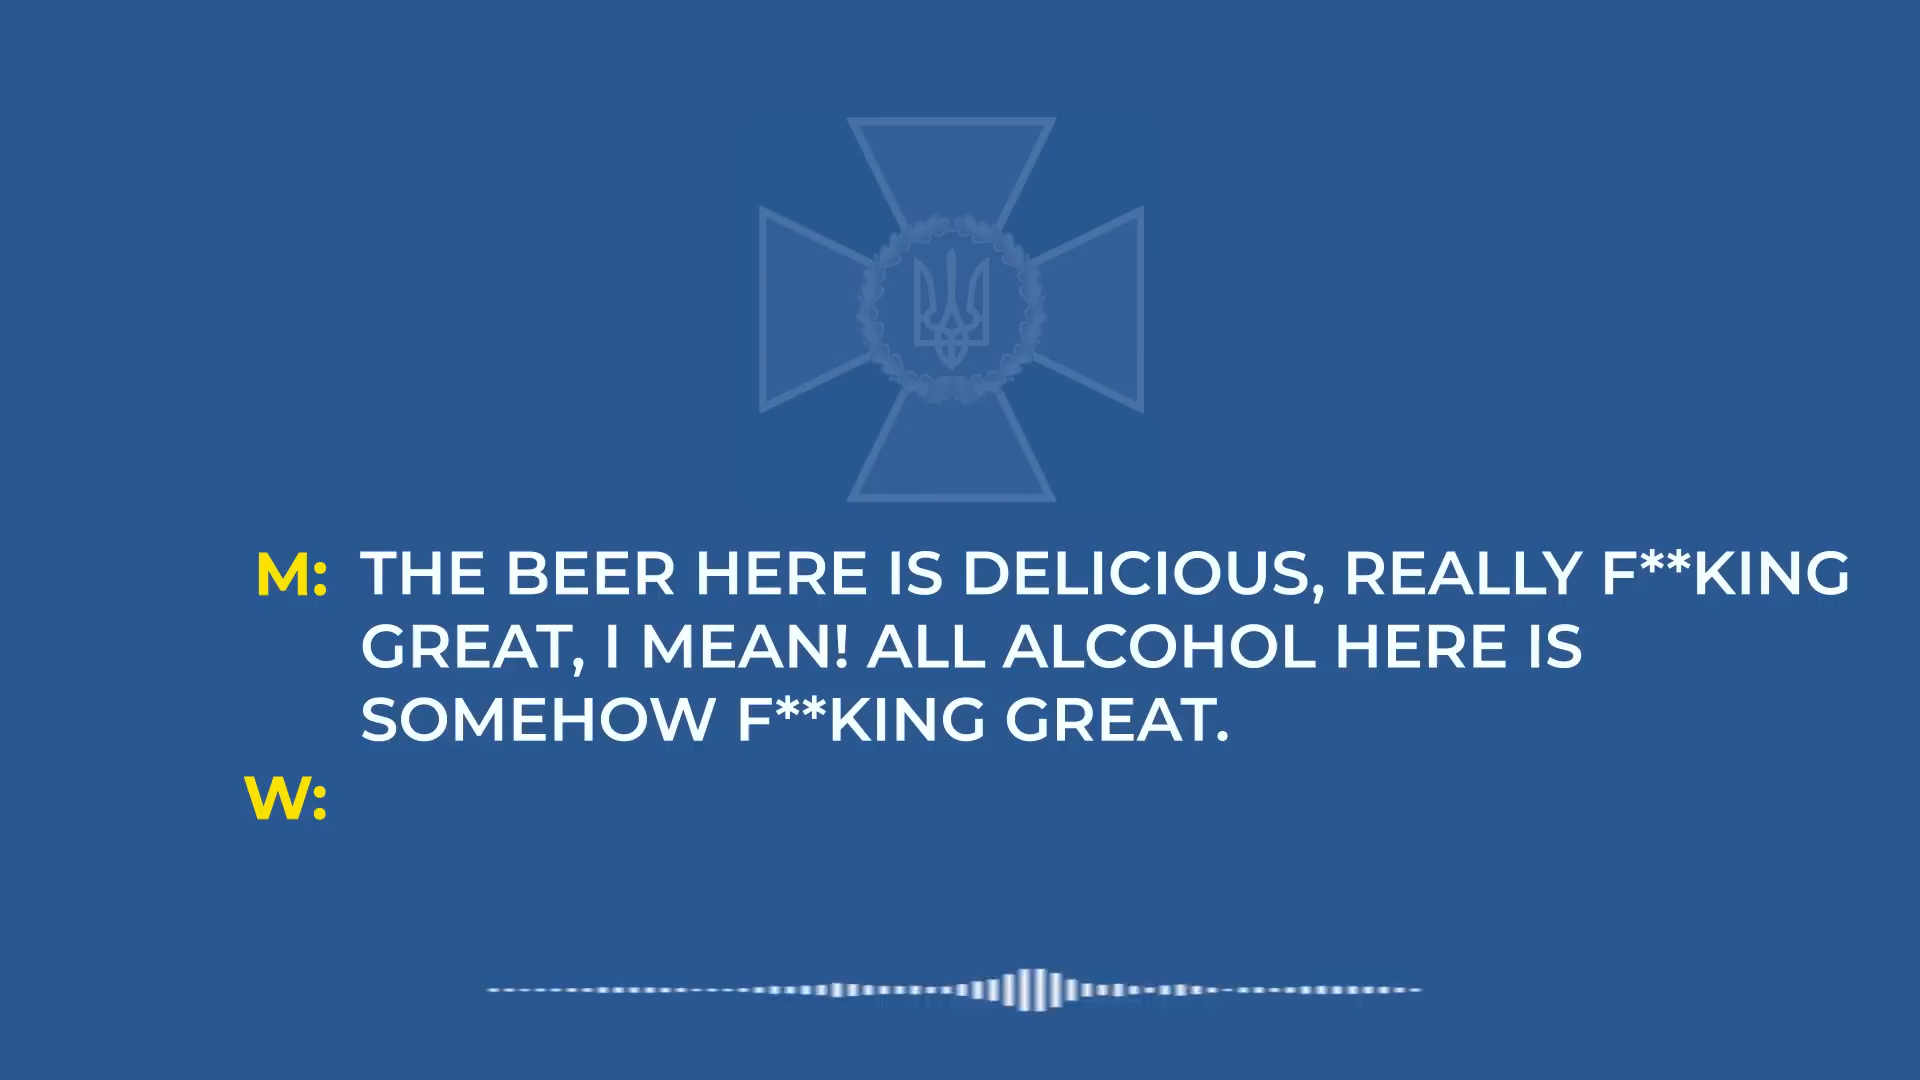 M: THE BEER HERE IS DELICIOUS, REALLY F**KING
GREAT, I MEAN! ALL ALCOHOL HERE IS
SOMEHOW F**KING GREAT.
W: